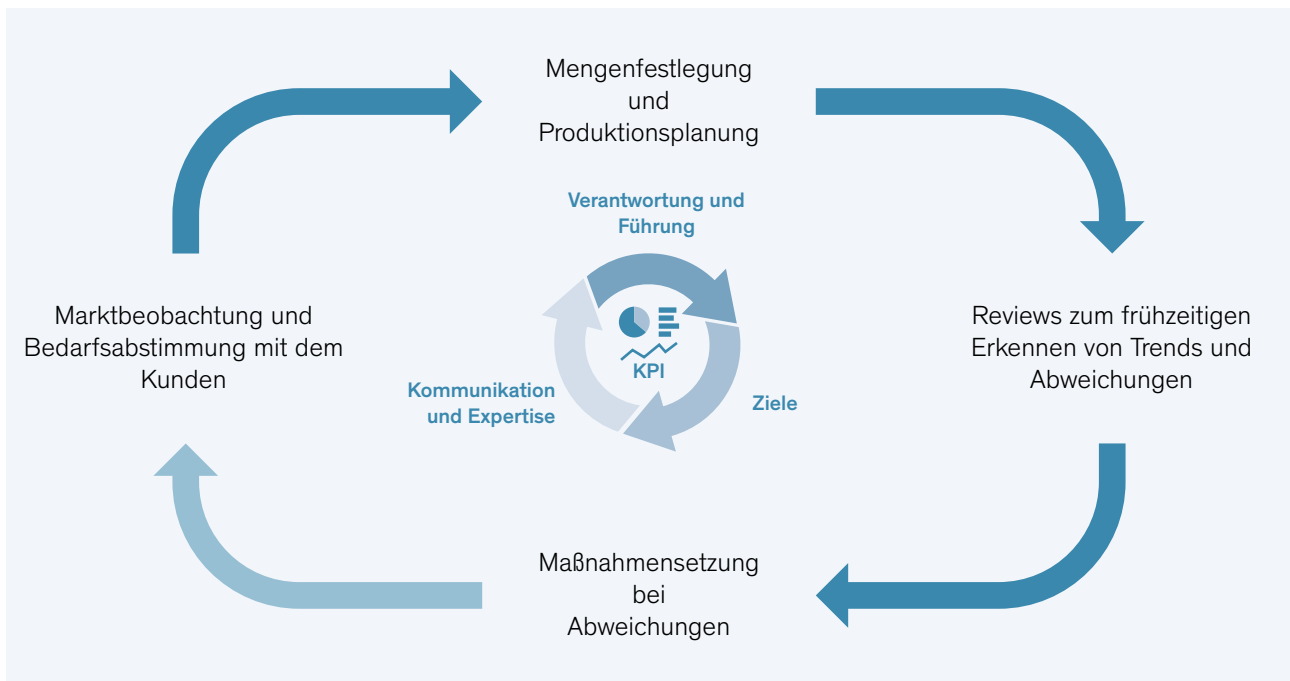 Mengenfestlegung
und
Produktionsplanung
Verantwortung und
Führung
Marktbeobachtung und
Bedarfsabstimmung mit dem
Kunden
Reviews zum frühzeitigen
Erkennen von Trends und
Abweichungen
KPI
Kommunikation
und Expertise
Ziele
Maßnahmensetzung
bei
Abweichungen